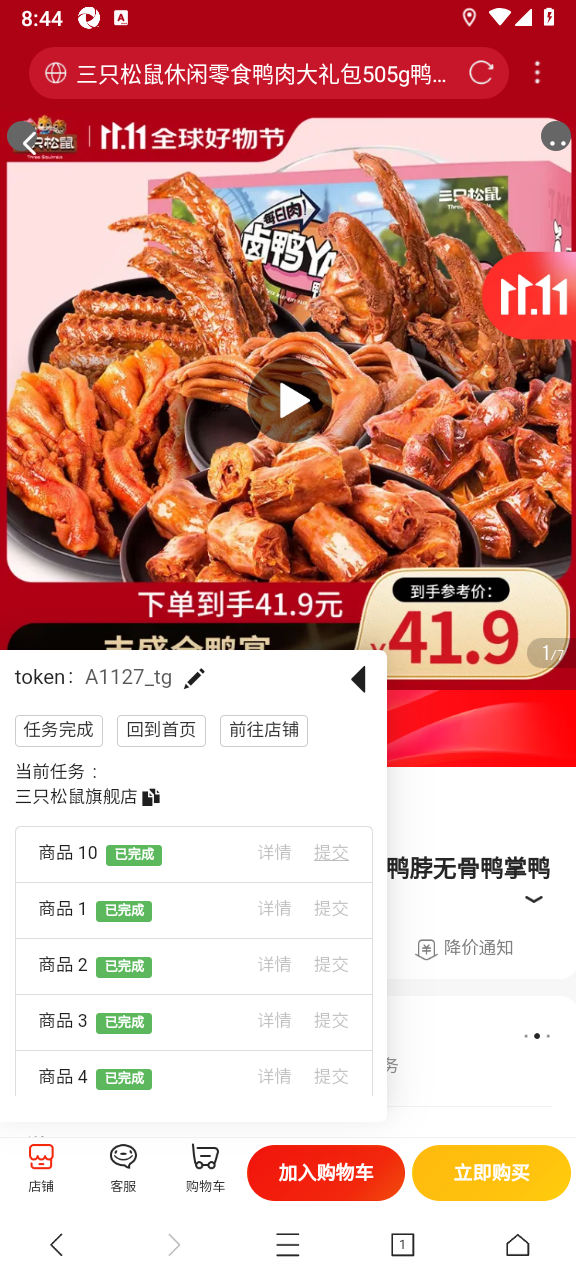 8:44
三只松鼠休闲零食鸭肉大礼包505g鸭...
三只松鼠
11.11全球好物节
每日肉!
卤鸭YA
三只松鼠
11.11
下单到手41.9元
到手参考价：
¥41.9
1/7
token：A1127_tg
任务完成 回到首页 前往店铺
当前任务 :
三只松鼠旗舰店
商品 10 已完成 详情 提交
商品 1 已完成 详情 提交
商品 2 已完成 详情 提交
商品 3 已完成 详情 提交
商品 4 已完成 详情 提交
鸭脖无骨鸭掌鸭
降价通知
务
店铺 客服 购物车 加入购物车 立即购买
1